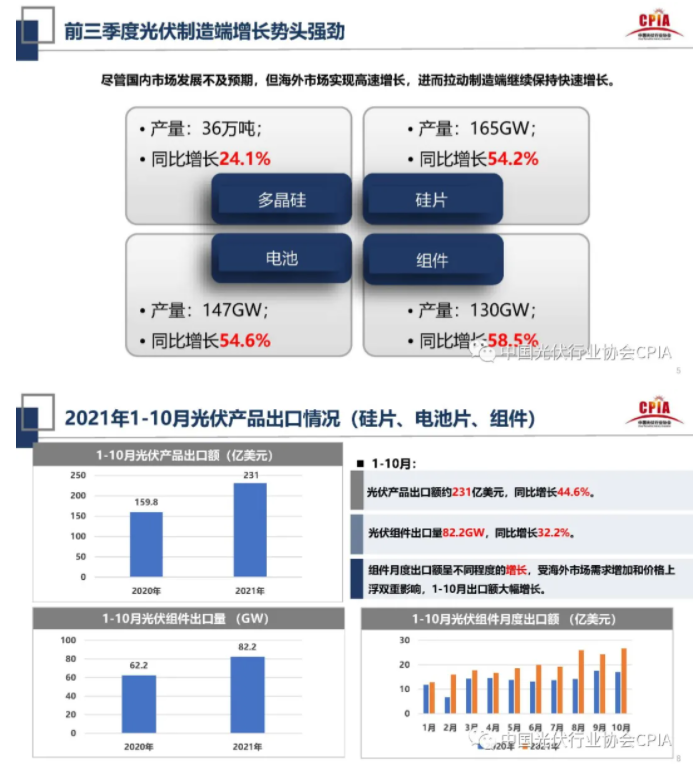 前三季度光伏制造端增长势头强劲
CPIA
中国光伏行业协会
尽管国内市场发展不及预期，但海外市场实现高速增长，进而拉动制造端继续保持快速增长。
• 产量：36万吨；
• 同比增长24.1%
• 产量：165GW；
• 同比增长54.2%
多晶硅
硅片
电池
组件
• 产量：147GW；
• 同比增长54.6%
• 产量：130GW；
• 同比增长58.5%
中国光伏行业协会CPIA
5
2021年1-10月光伏产品出口情况（硅片、电池片、组件）
CPIA
中国光伏行业协会
1-10月光伏产品出口额（亿美元）
250
200
150
100
50
0
159.8
231
2020年
2021年
■ 1-10月：
光伏产品出口额约231亿美元，同比增长44.6%。
光伏组件出口量82.2GW，同比增长32.2%。
组件月度出口额呈不同程度的增长，受海外市场需求增加和价格上
浮双重影响，1-10月出口额大幅增长。
1-10月光伏组件出口量 （GW）
100
80
60
40
20
0
62.2
82.2
2020年
2021年
1-10月光伏组件月度出口额 （亿美元）
30
20
10
0
1月 2月 3月 4月 5月 6月 7月 8月 9月 10月
2020年 2021年
中国光伏行业协会CPIA
6